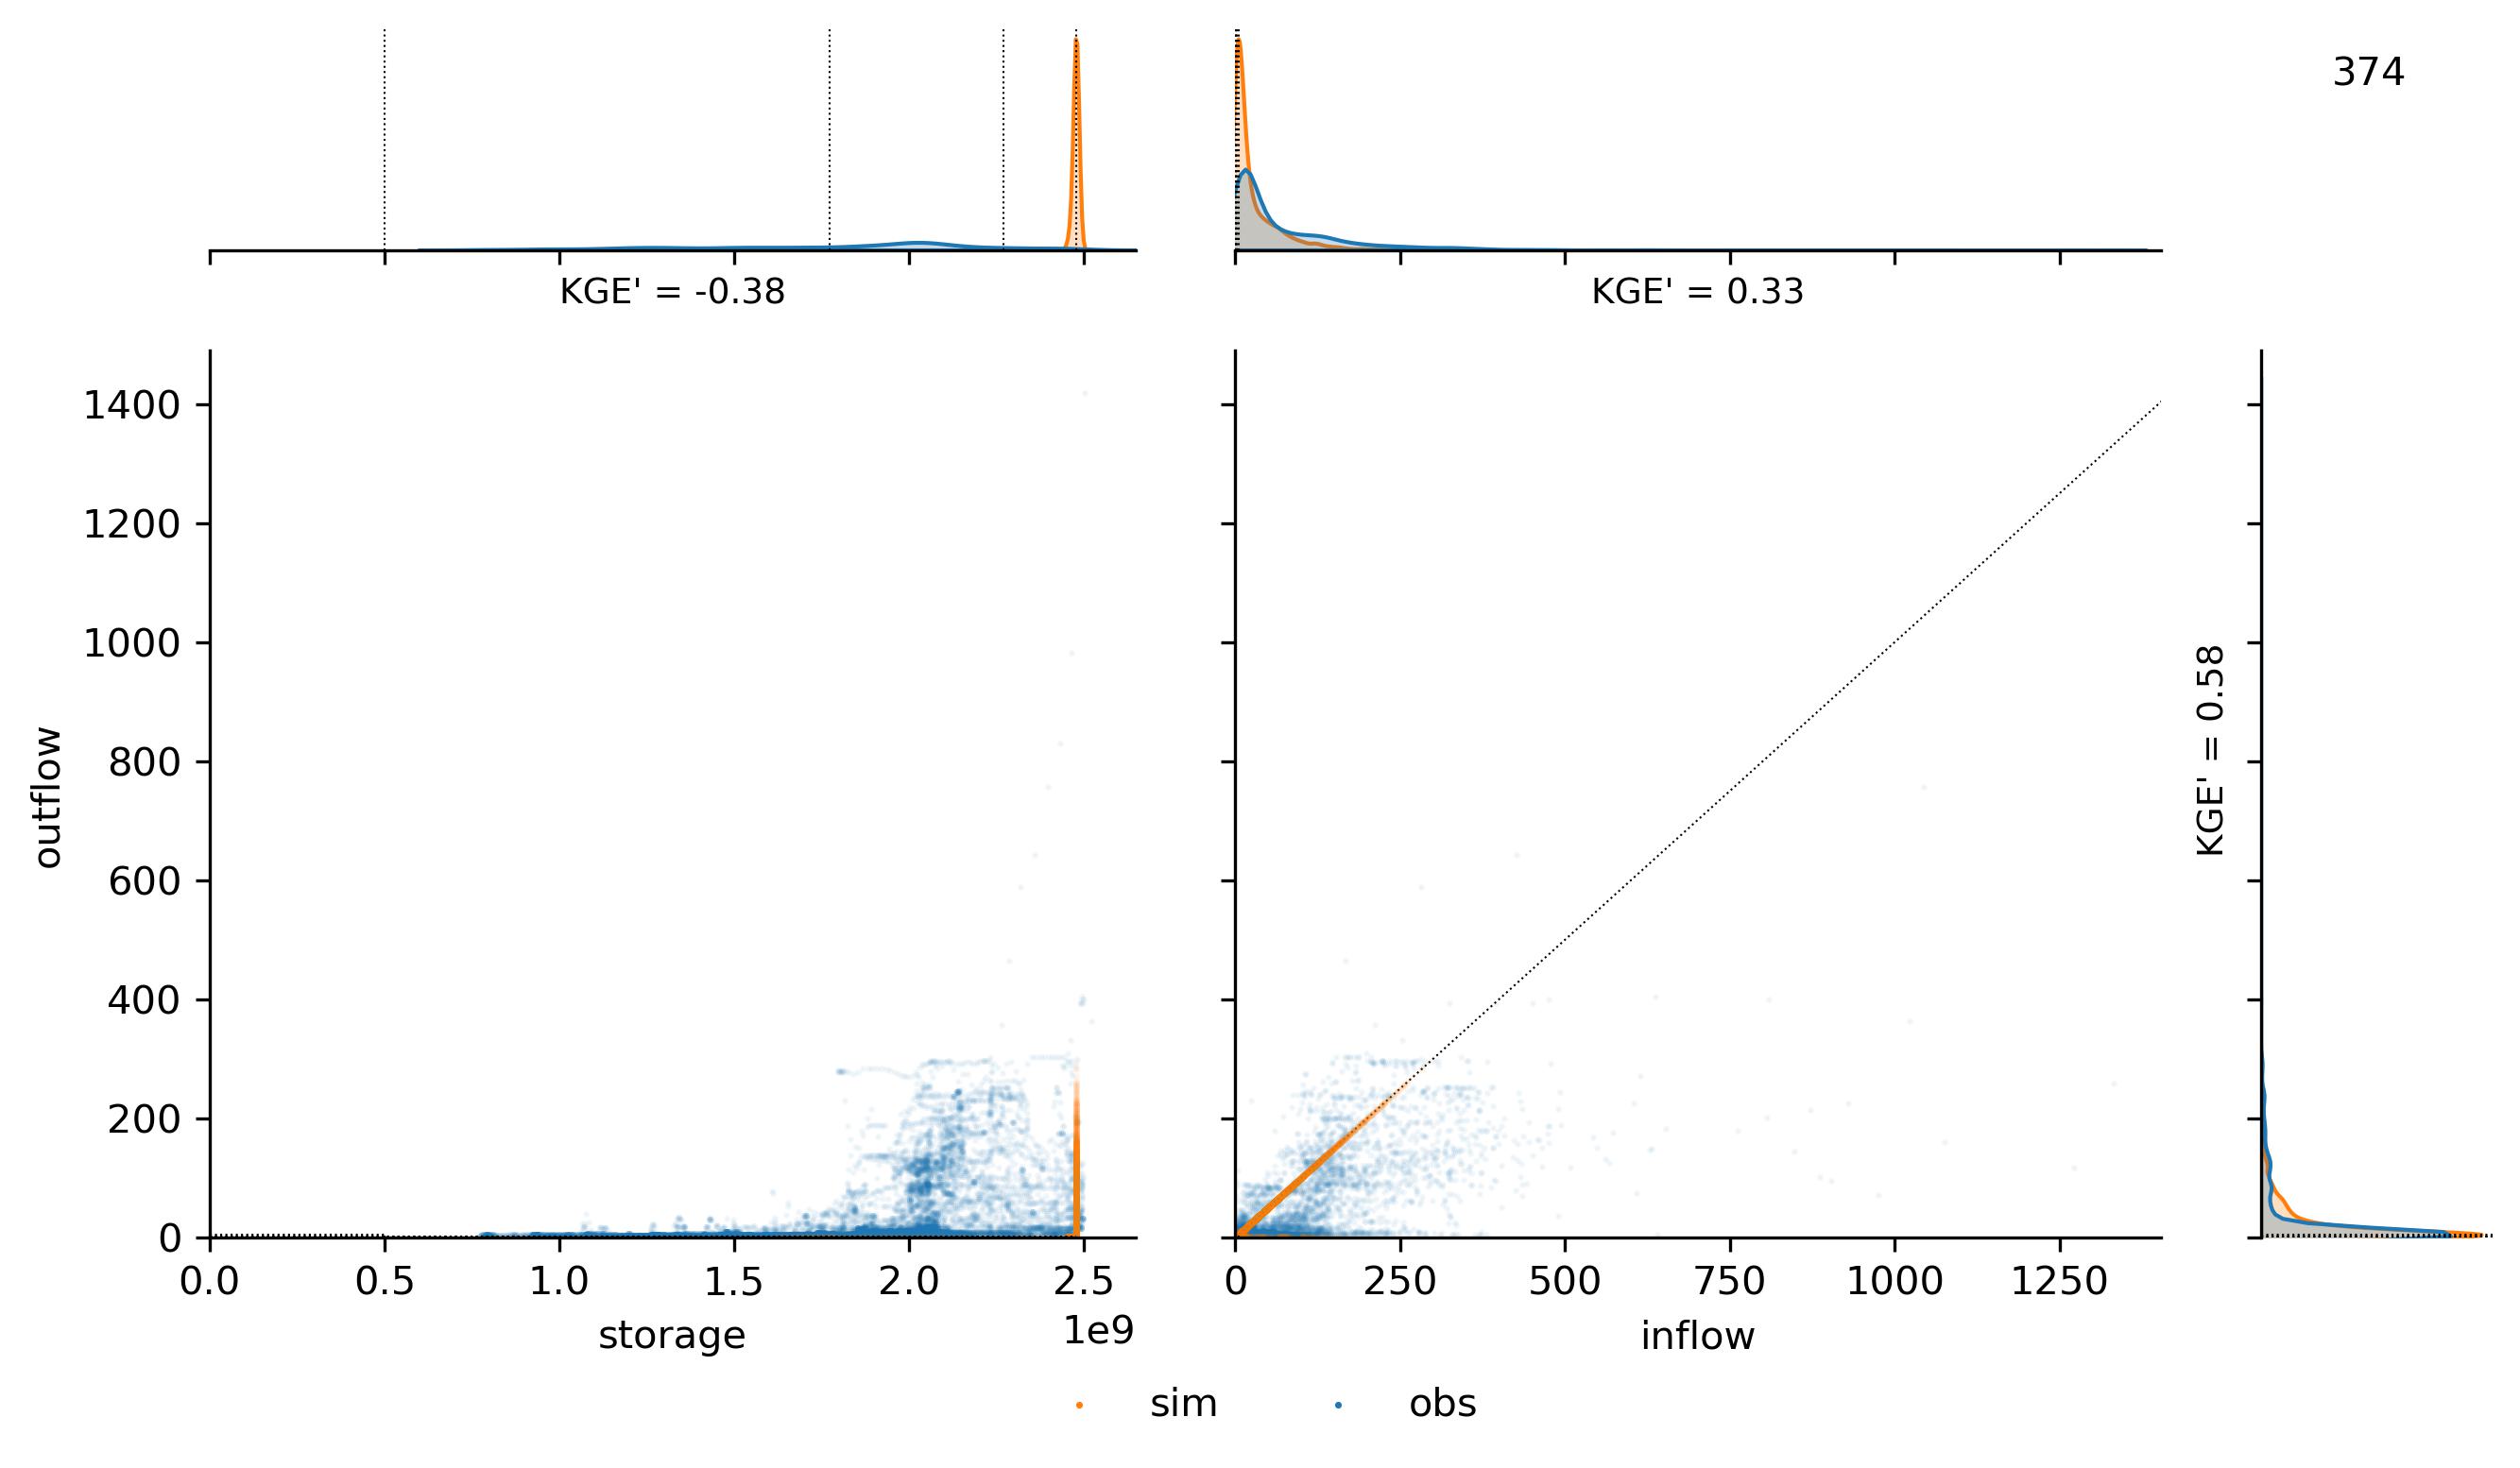 374
KGE' = -0.38
KGE' = 0.33
1400
1200
1000
800
600
400
200
0
outflow
KGE' = 0.58
0.0 0.5 1.0 1.5 2.0 2.5
1e9
storage
0 250 500 750 1000 1250
inflow
sim obs